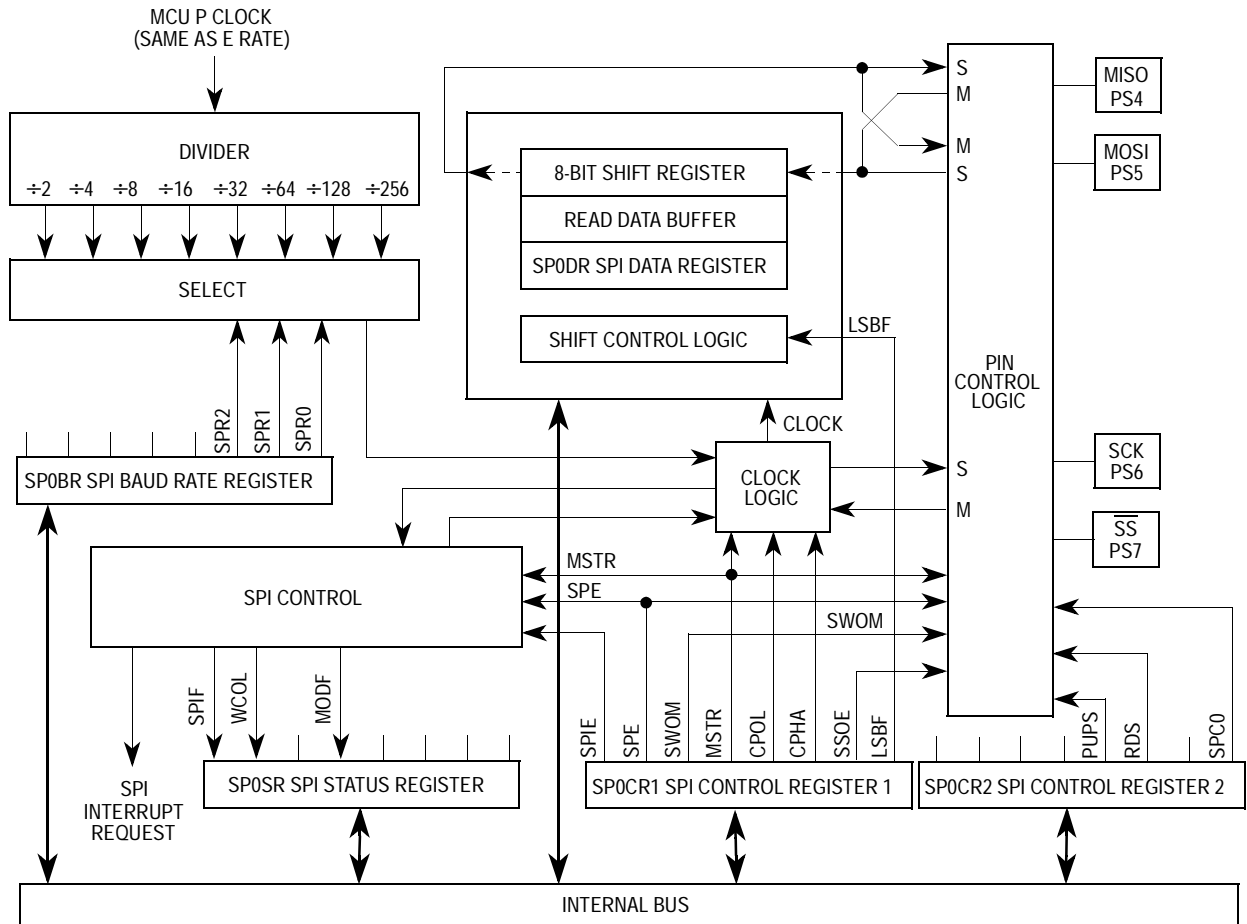 MCU P CLOCK
(SAME AS E RATE)
DIVIDER
÷2 ÷4 ÷8 ÷16 ÷32 ÷64 ÷128 ÷256
SELECT
SPR2
SPR1
SPR0
SP0BR SPI BAUD RATE REGISTER
8-BIT SHIFT REGISTER
READ DATA BUFFER
SP0DR SPI DATA REGISTER
SHIFT CONTROL LOGIC
LSBF
CLOCK
CLOCK
LOGIC
S
M
M
S
S
M
PIN
CONTROL
LOGIC
MISO
PS4
MOSI
PS5
SCK
PS6
SS
PS7
SPI CONTROL
MSTR
SPE
SWOM
SPIF
WCOL
MODF
SPI
INTERRUPT
REQUEST
SP0SR SPI STATUS REGISTER
SPIE
SPE
SWOM
MSTR
CPOL
CPHA
SSOE
LSBF
SP0CR1 SPI CONTROL REGISTER 1
PUPS
RDS
SPC0
SP0CR2 SPI CONTROL REGISTER 2
INTERNAL BUS